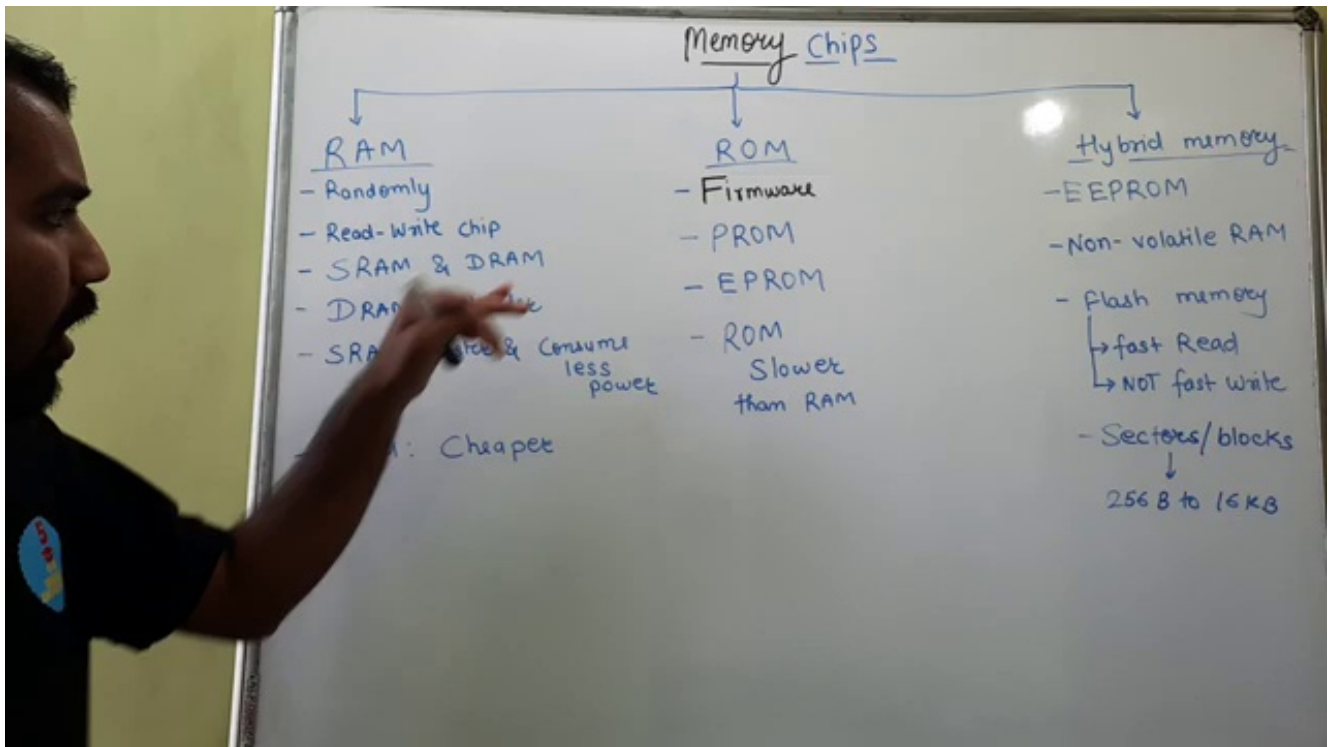 Memory Chips
RAM
- Randomly
- Read-Write chip
- SRAM & DRAM
- DRAM
- SRA & Consume
less
power
: Cheaper
ROM
- Firmware
- PROM
- EPROM
- ROM
Slower
than RAM
Hybrid memory
- EEPROM
- Non-volatile RAM
- Flash memory
→ fast Read
→ NOT fast write
- Sectors/blocks
↓
256 B to 16 KB